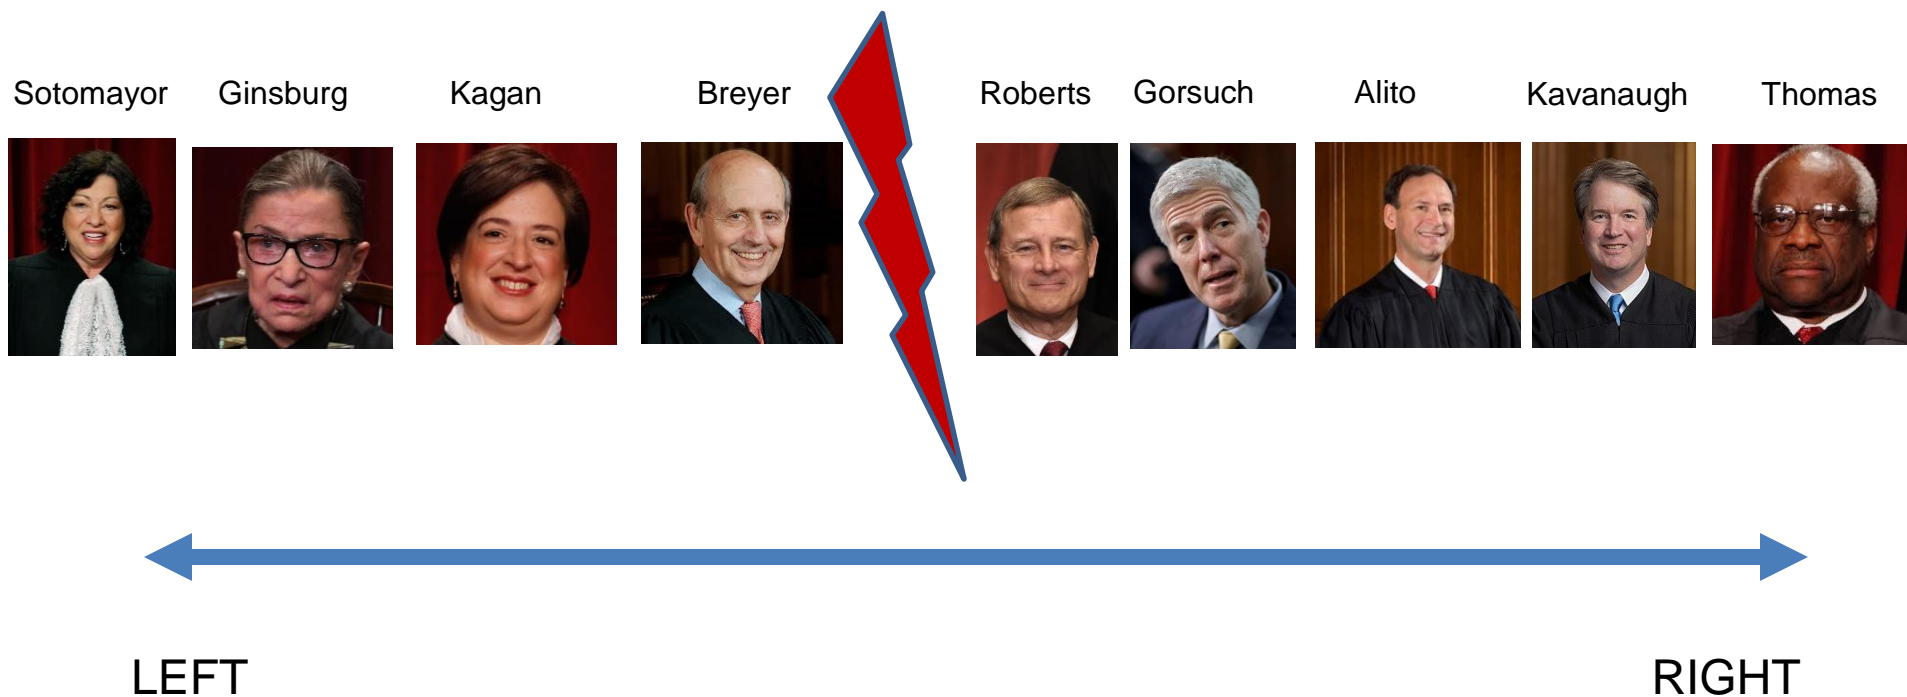 Sotomayor Ginsburg Kagan Breyer Roberts Gorsuch Alito Kavanaugh Thomas
LEFT RIGHT